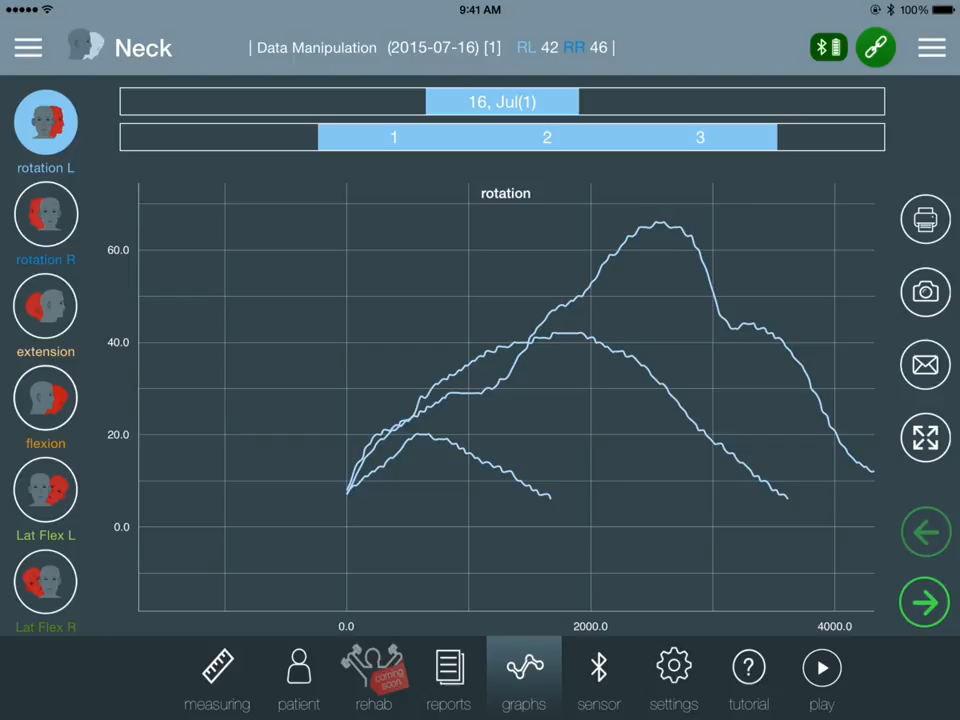 9:41 AM
100%
Neck
| Data Manipulation (2015-07-16) [1] RL 42 RR 46 |
16, Jul(1)
1 2 3
rotation L
rotation R
extension
flexion
Lat Flex L
Lat Flex R
rotation
60.0
40.0
20.0
0.0
0.0 2000.0 4000.0
coming soon
measuring patient rehab reports graphs sensor settings tutorial play